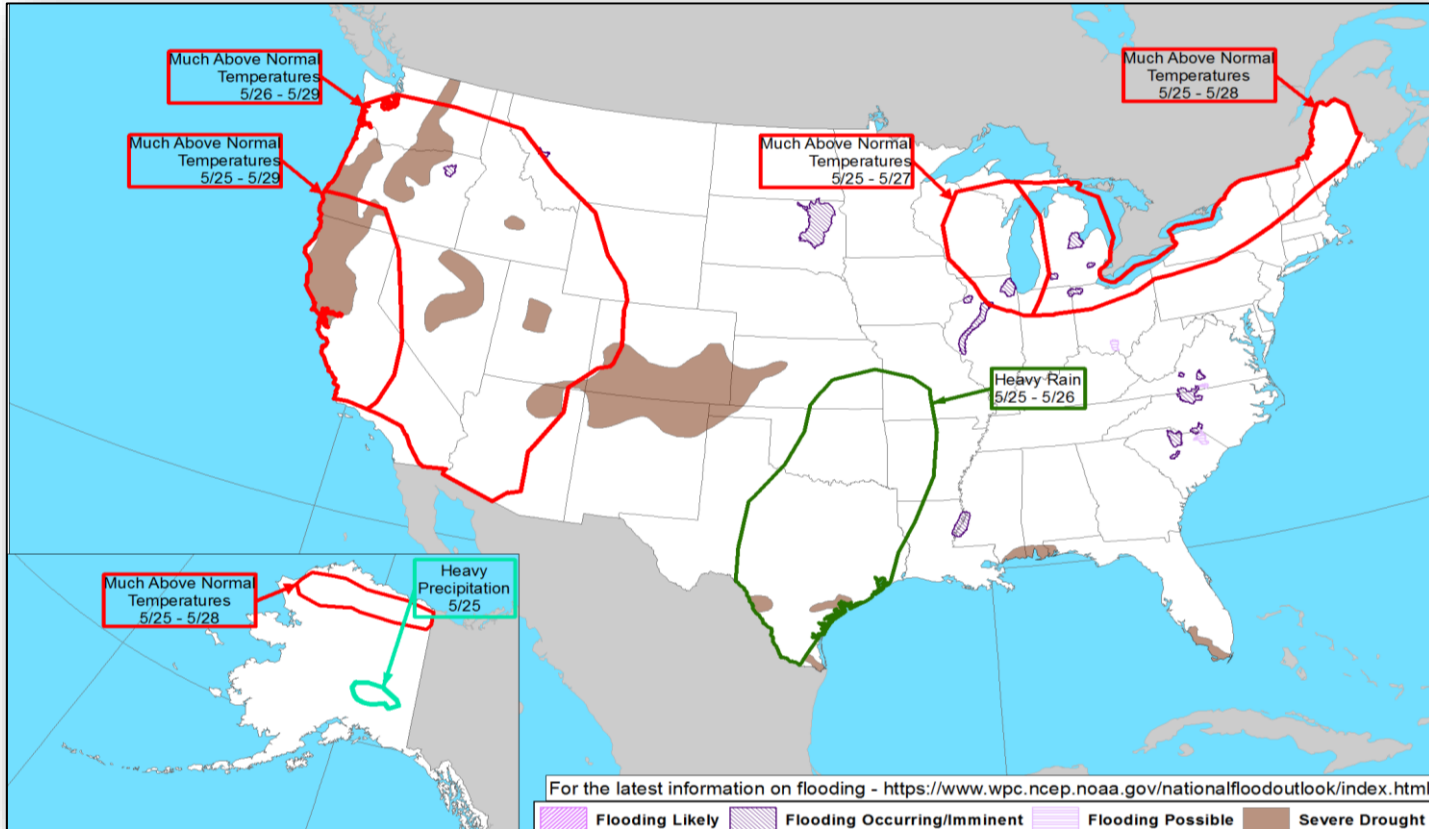 Much Above Normal
Temperatures
5/26 - 5/29
Much Above Normal
Temperatures
5/25 - 5/28
Much Above Normal
Temperatures
5/25 - 5/29
Much Above Normal
Temperatures
5/25 - 5/27
Heavy Rain
5/25 - 5/26
Much Above Normal
Temperatures
5/25 - 5/28
Heavy
Precipitation
5/25
For the latest information on flooding - https://www.wpc.ncep.noaa.gov/nationalfloodoutlook/index.html
Flooding Likely Flooding Occurring/Imminent Flooding Possible Severe Drought